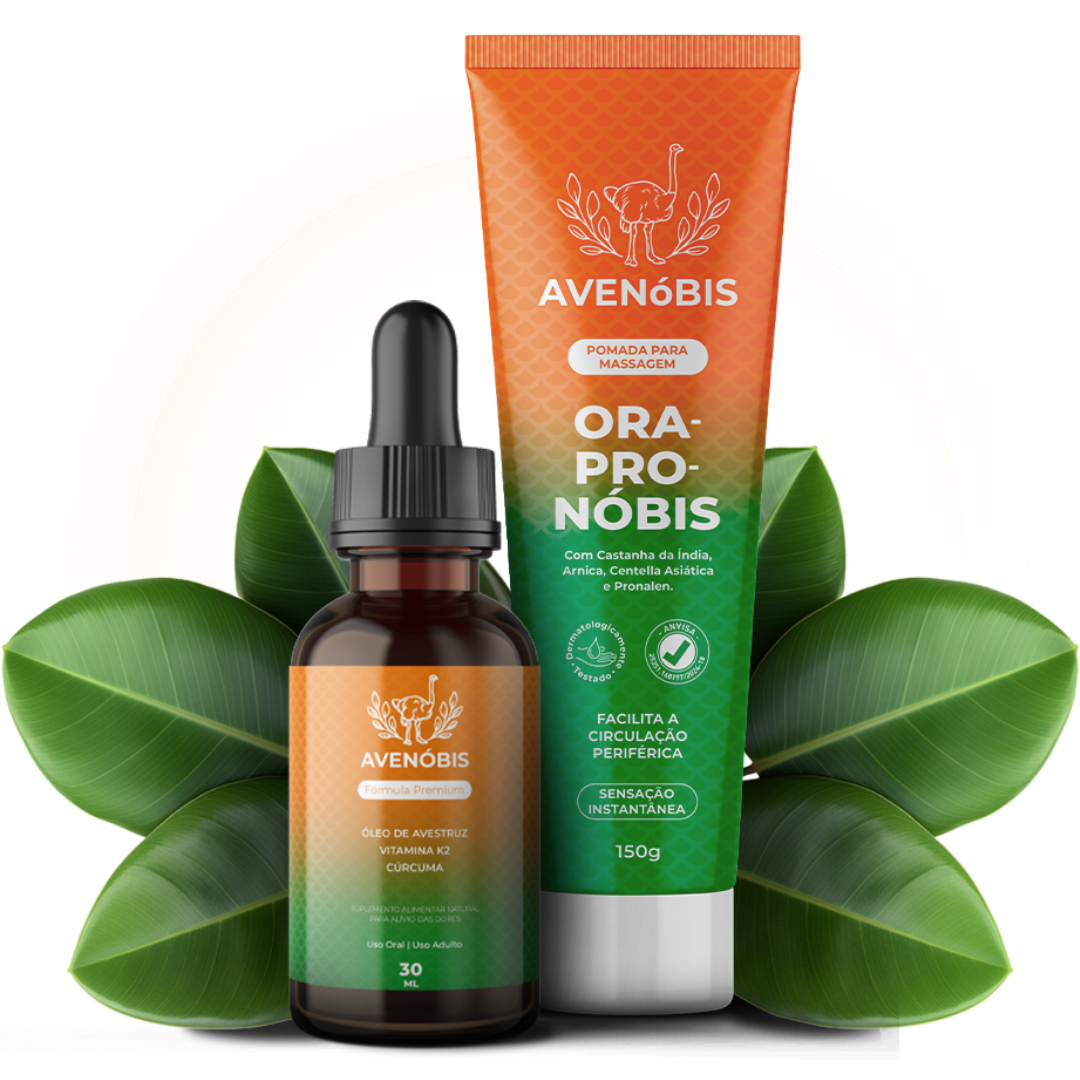 AVENóBIS
POMADA PARA
MASSAGEM
ORA-
PRO-
NÓBIS
Com Castanha da Índia,
Arnica, Centella Asiática
e Pronalen.
Dermatologicamente
Testado
ANVISA
FACILITA A
CIRCULAÇÃO
PERIFÉRICA
SENSAÇÃO
INSTANTÂNEA
150g
AVENÓBIS
Fórmula Premium
ÓLEO DE AVESTRUZ
VITAMINA K2
CÚRCUMA
SUPLEMENTO ALIMENTAR NATURAL
PARA ALÍVIO DAS DORES
Uso Oral | Uso Adulto
30
ML